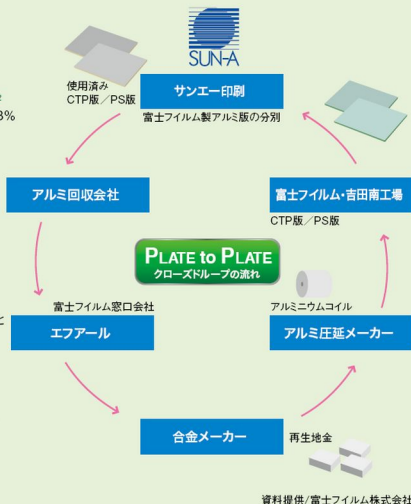 SUN-A
使用済み
CTP版／PS版
サンエー印刷
富士フイルム製アルミ版の分別
3%
アルミ回収会社
富士フイルム・吉田南工場
CTP版／PS版
PLATE to PLATE
クローズドループの流れ
富士フイルム窓口会社
エフアール
と
アルミニウムコイル
アルミ圧延メーカー
合金メーカー
再生地金
資料提供/富士フイルム株式会社